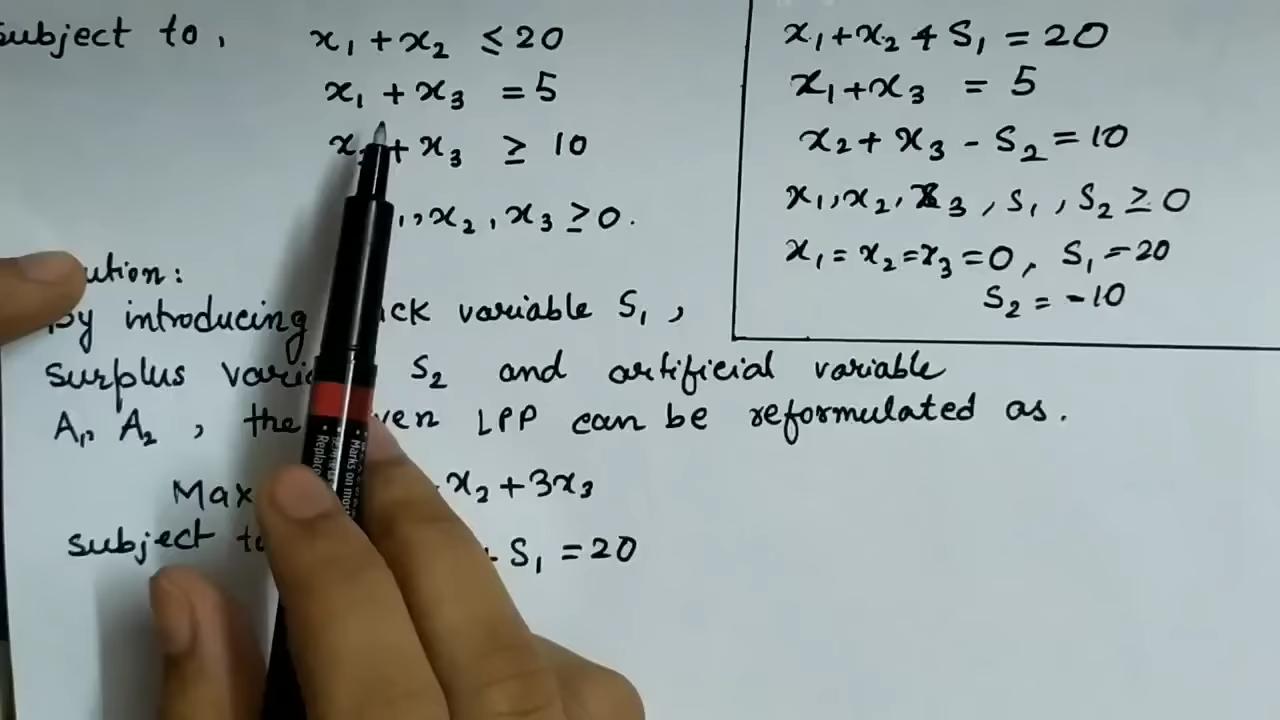 subject to,
x₁ + x₂ ≤ 20
x₁ + x₃ = 5
+ x₃ ≥ 10
, x₂, x₃ ≥ 0.
x₁ + x₂ + S₁ = 20
x₁ + x₃ = 5
x₂ + x₃ - S₂ = 10
x₁, x₂, x₃, S₁, S₂ ≥ 0
x₁ = x₂ = x₃ = 0, S₁ = 20
S₂ = -10
ution:
By introducing ck variable S₁,
surplus vari S₂ and artificial variable
A₁, A₂, the ven LPP can be reformulated as.
Max x₂ + 3x₃
subject to S₁ = 20